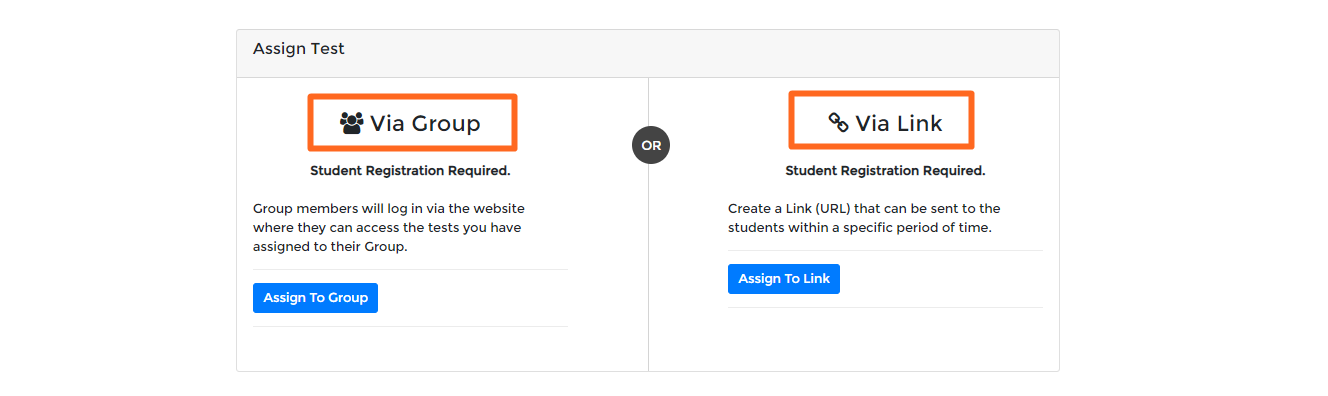 Assign Test
Via Group
Student Registration Required.
Group members will log in via the website
where they can access the tests you have
assigned to their Group.
Assign To Group
OR
Via Link
Student Registration Required.
Create a Link (URL) that can be sent to the
students within a specific period of time.
Assign To Link